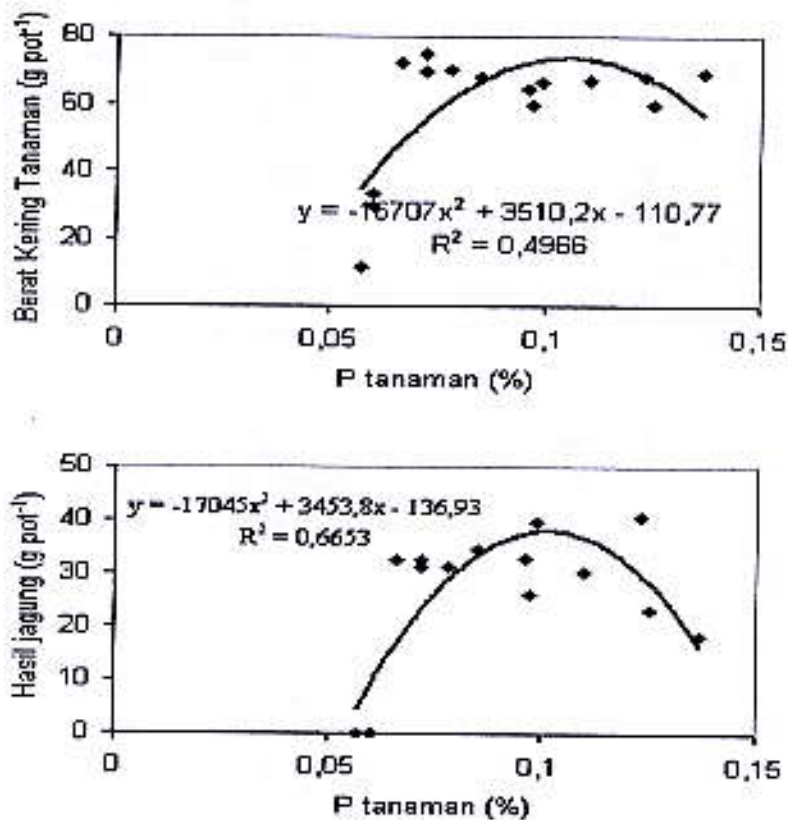 Berat Kering Tanaman (g pot-1)
80
60
40
20
0
y = -16707x² + 3510,2x - 110,77
R² = 0,4966
0 0,05 0,1 0,15
P tanaman (%)
Hasil jagung (g pot-1)
50
40
30
20
10
0
y = -17045x² + 3453,8x - 136,93
R² = 0,6653
0 0,05 0,1 0,15
P tanaman (%)